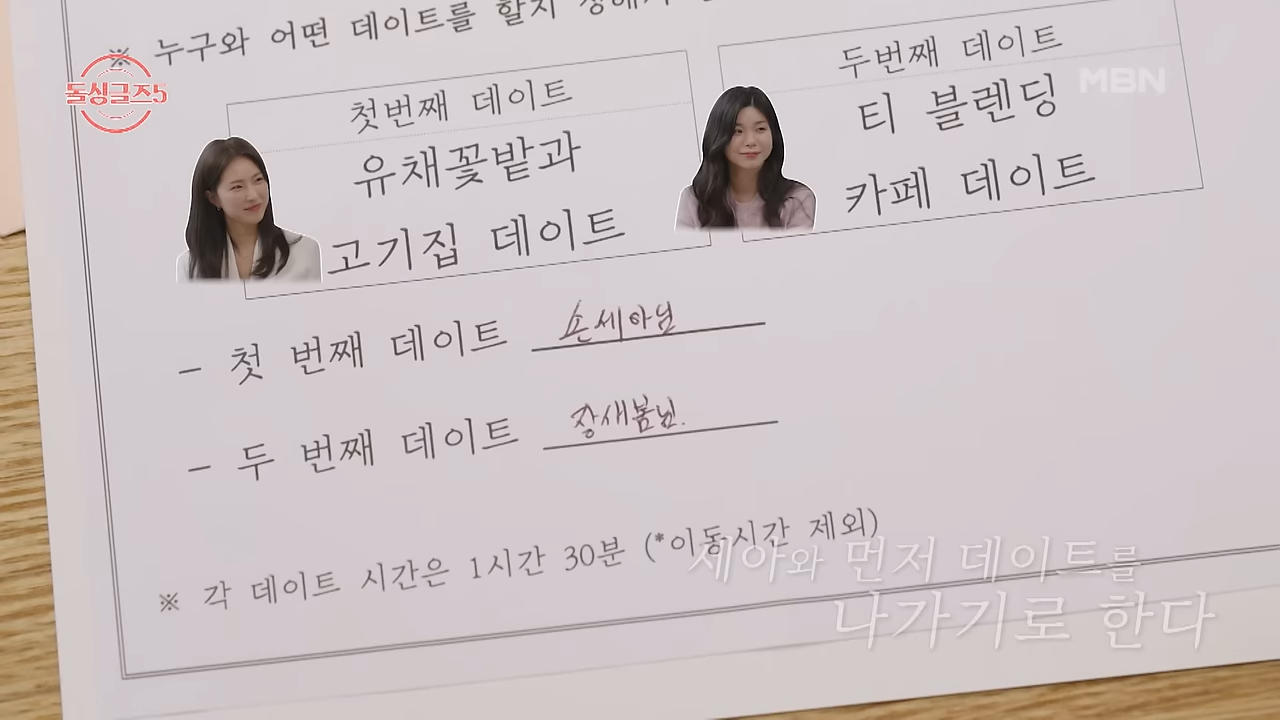 ※ 누구와 어떤 데이트를 할지 정해
돌싱글즈5
MBN
첫번째 데이트
유채꽃밭과
고기집 데이트
두번째 데이트
티 블렌딩
카페 데이트
- 첫 번째 데이트 손세아님
- 두 번째 데이트 장새봄님.
※ 각 데이트 시간은 1시간 30분 (*이동시간 제외)
세아와 먼저 데이트를
나가기로 한다